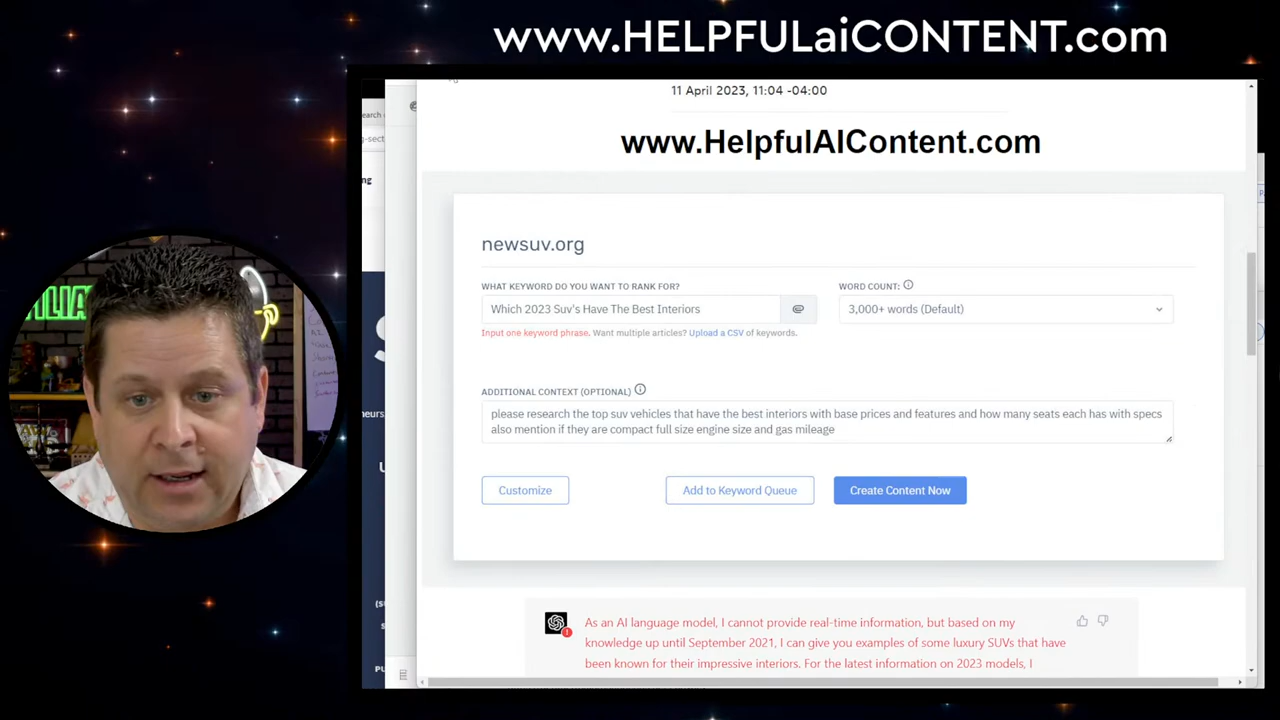 www.HELPFULaiCONTENT.com
11 April 2023, 11:04 -04:00
www.HelpfulAIContent.com
newsuv.org
WHAT KEYWORD DO YOU WANT TO RANK FOR?
WORD COUNT:
Which 2023 Suv's Have The Best Interiors
3,000+ words (Default)
Input one keyword phrase. Want multiple articles? Upload a CSV of keywords.
ADDITIONAL CONTEXT (OPTIONAL)
please research the top suv vehicles that have the best interiors with base prices and features and how many seats each has with specs
also mention if they are compact full size engine size and gas mileage
Customize
Add to Keyword Queue
Create Content Now
As an AI language model, I cannot provide real-time information, but based on my
knowledge up until September 2021, I can give you examples of some luxury SUVs that have
been known for their impressive interiors. For the latest information on 2023 models, I